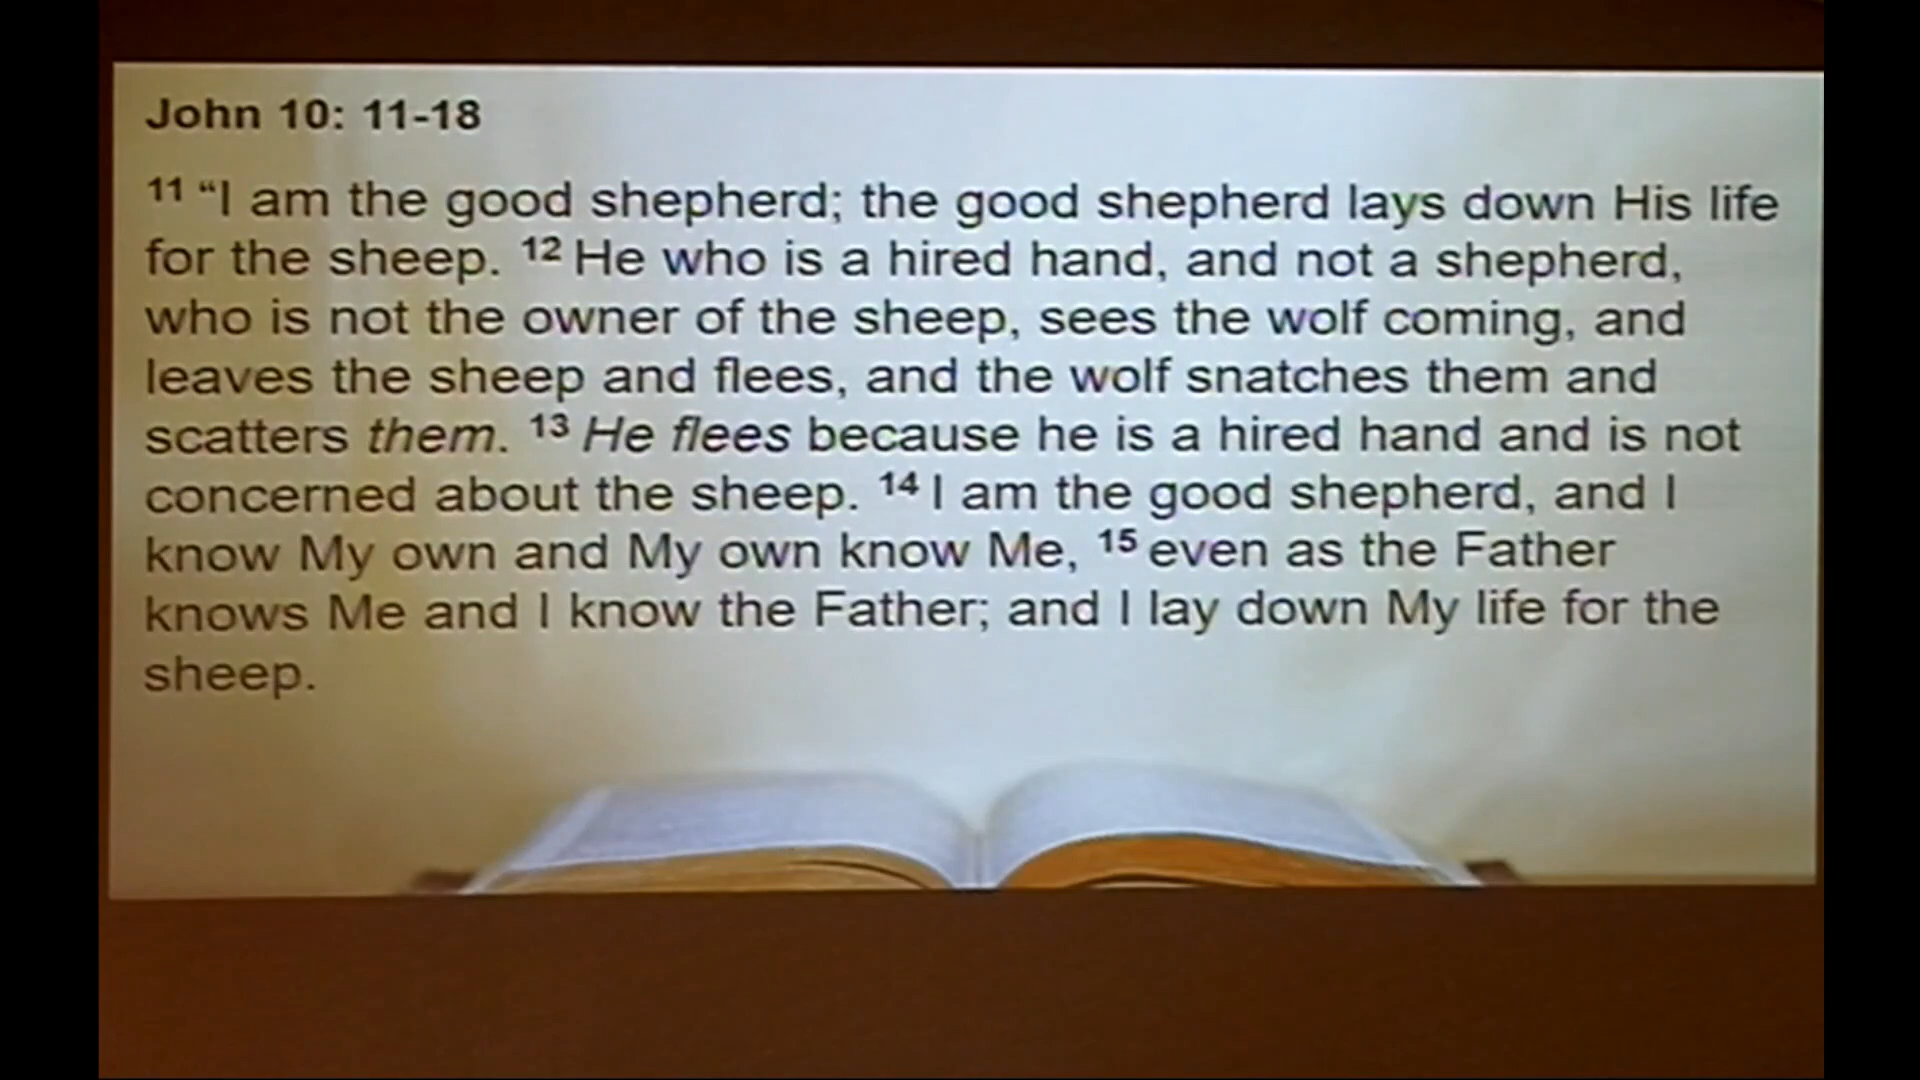 John 10: 11-18
11 “I am the good shepherd; the good shepherd lays down His life
for the sheep. 12 He who is a hired hand, and not a shepherd,
who is not the owner of the sheep, sees the wolf coming, and
leaves the sheep and flees, and the wolf snatches them and
scatters them. 13 He flees because he is a hired hand and is not
concerned about the sheep. 14 I am the good shepherd, and I
know My own and My own know Me, 15 even as the Father
knows Me and I know the Father; and I lay down My life for the
sheep.